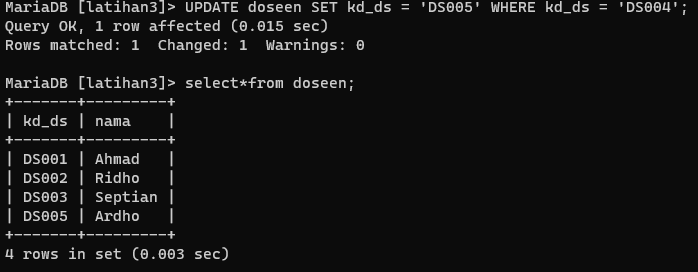 MariaDB [latihan3]> UPDATE doseen SET kd_ds = 'DS005' WHERE kd_ds = 'DS004';
Query OK, 1 row affected (0.015 sec)
Rows matched: 1  Changed: 1  Warnings: 0

MariaDB [latihan3]> select*from doseen;
+-------+---------+
| kd_ds | nama    |
+-------+---------+
| DS001 | Ahmad   |
| DS002 | Ridho   |
| DS003 | Septian |
| DS005 | Ardho   |
+-------+---------+
4 rows in set (0.003 sec)